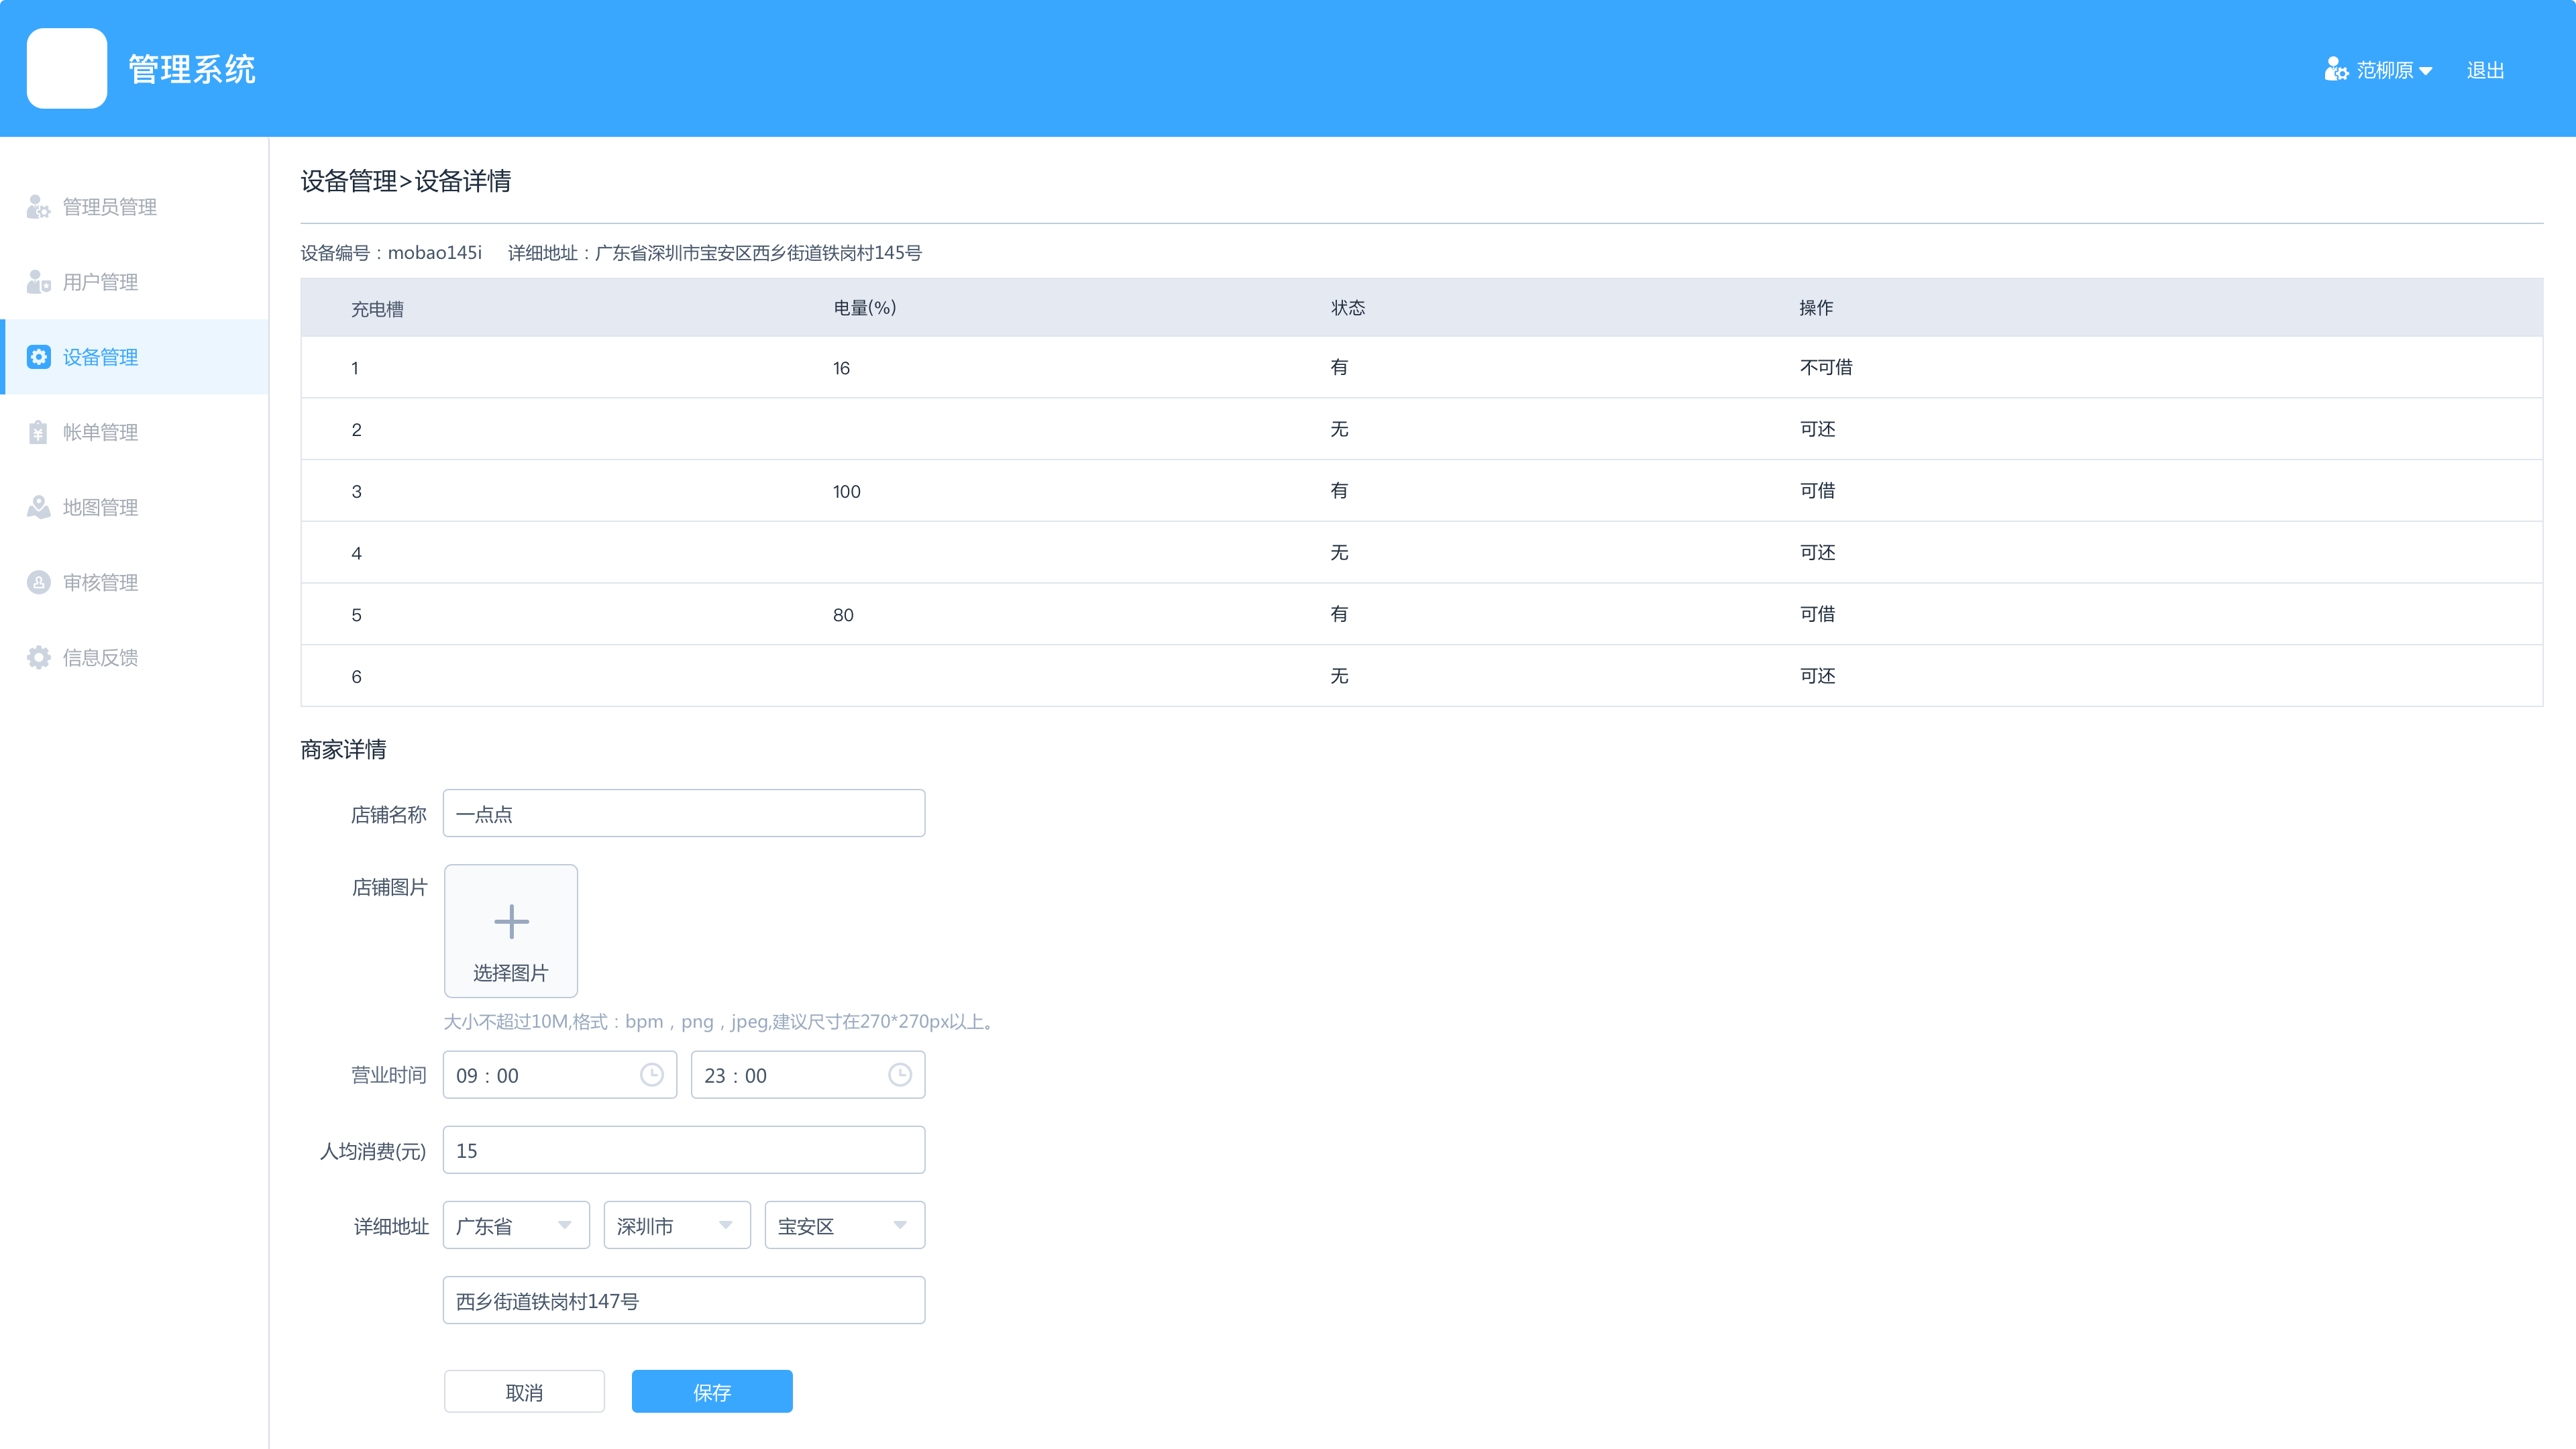 管理系统
范柳原 退出
管理员管理
用户管理
设备管理
帐单管理
地图管理
审核管理
信息反馈
设备管理>设备详情
设备编号：mobao145i 详细地址：广东省深圳市宝安区西乡街道铁岗村145号
充电槽 电量(%) 状态 操作
1 16 有 不可借
2 无 可还
3 100 有 可借
4 无 可还
5 80 有 可借
6 无 可还
商家详情
店铺名称 一点点
店铺图片
选择图片
大小不超过10M,格式：bpm，png，jpeg,建议尺寸在270*270px以上。
营业时间 09：00 23：00
人均消费(元) 15
详细地址 广东省 深圳市 宝安区
西乡街道铁岗村147号
取消 保存